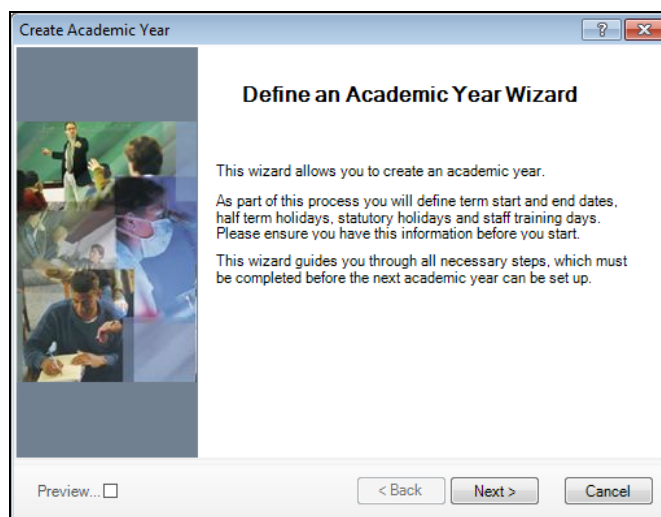 Create Academic Year
Define an Academic Year Wizard
This wizard allows you to create an academic year.
As part of this process you will define term start and end dates,
half term holidays, statutory holidays and staff training days.
Please ensure you have this information before you start.
This wizard guides you through all necessary steps, which must
be completed before the next academic year can be set up.
Preview...
< Back
Next >
Cancel